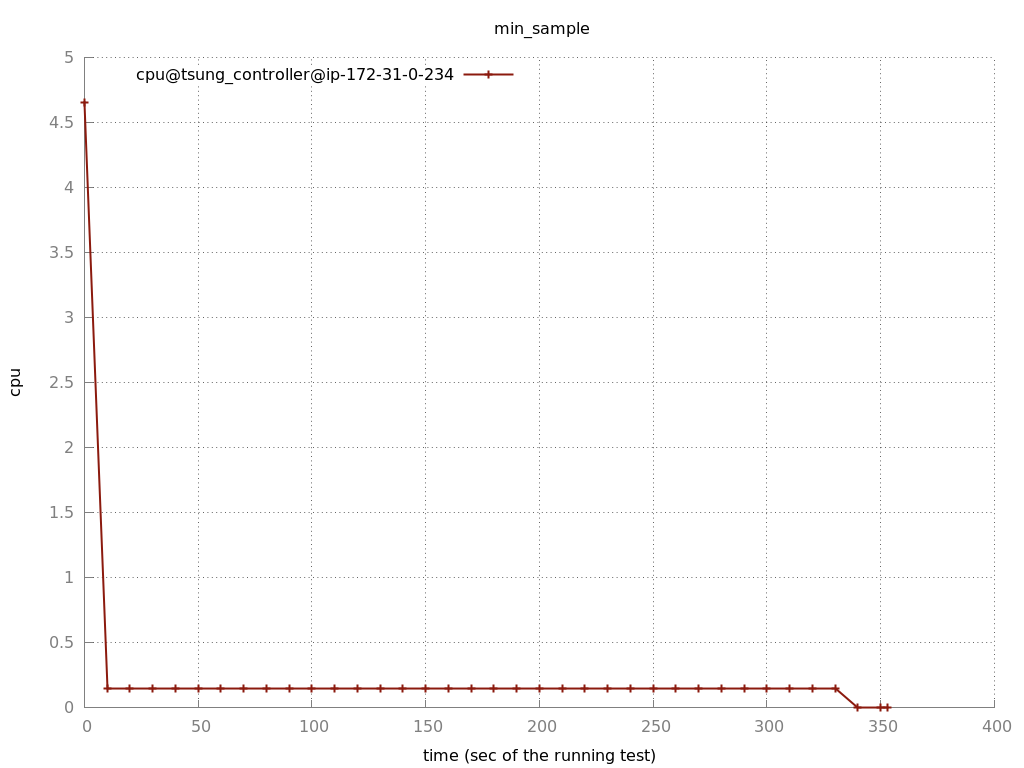 min_sample
cpu@tsung_controller@ip-172-31-0-234
5
4.5
4
3.5
3
2.5
2
1.5
1
0.5
0
cpu
0 50 100 150 200 250 300 350 400
time (sec of the running test)